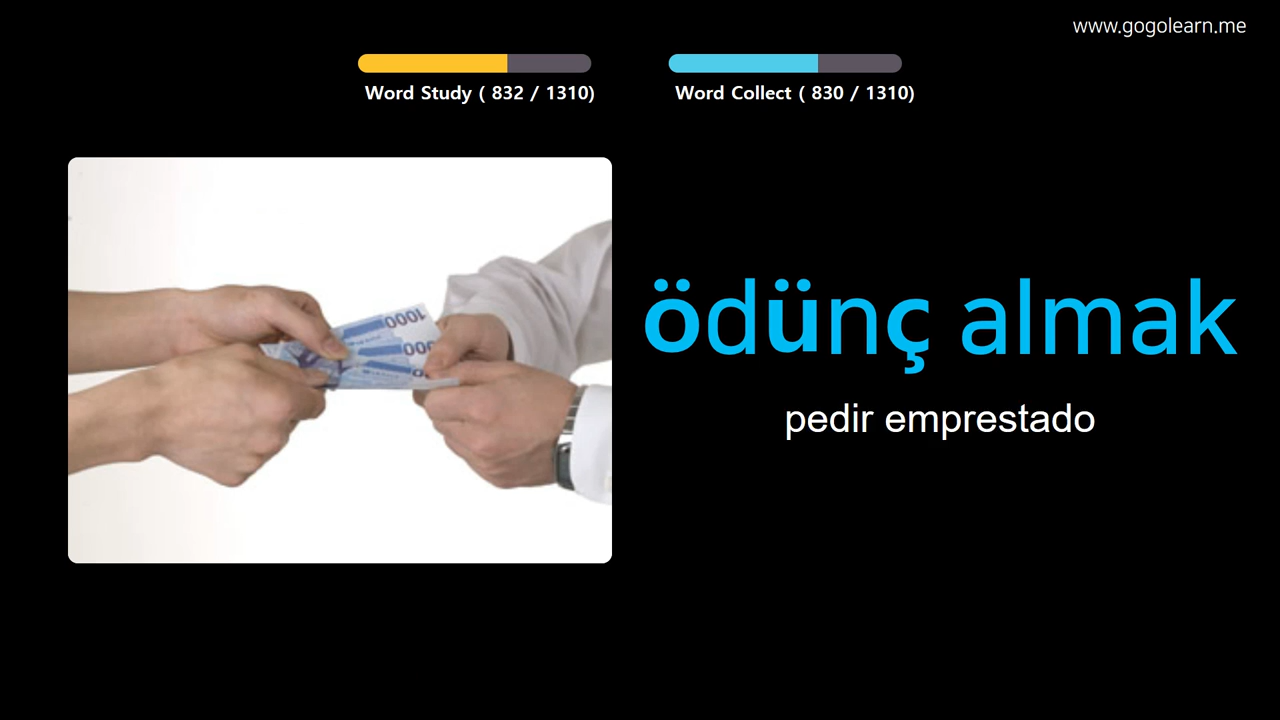 www.gogolearn.me
Word Study ( 832 / 1310)
Word Collect ( 830 / 1310)
1000
ödünç almak
pedir emprestado